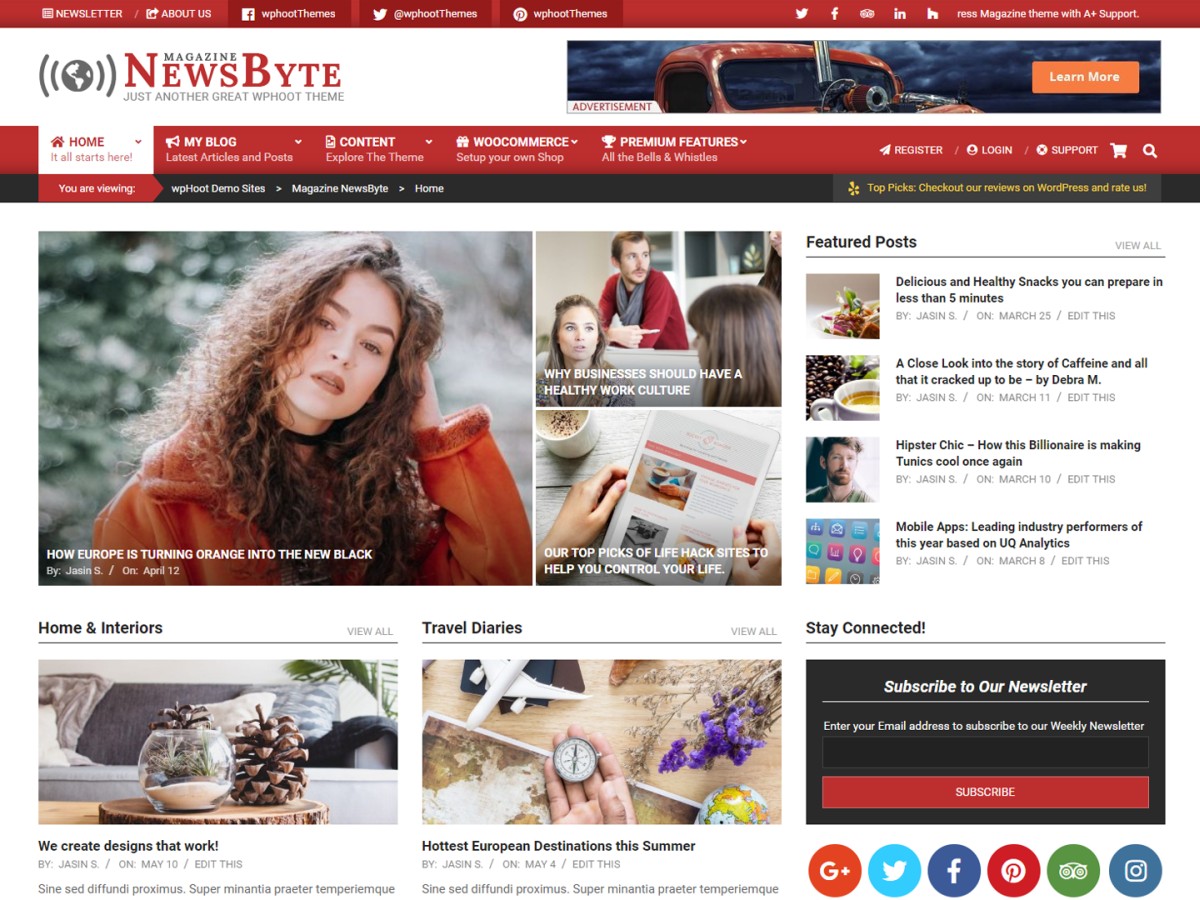 NEWSLETTER / ABOUT US wphootThemes @wphootThemes wphootThemes ress Magazine theme with A+ Support.
MAGAZINE
NEWSBYTE
JUST ANOTHER GREAT WPHOOT THEME
Learn More
ADVERTISEMENT
HOME MY BLOG CONTENT WOOCOMMERCE PREMIUM FEATURES
It all starts here! Latest Articles and Posts Explore The Theme Setup your own Shop All the Bells & Whistles
REGISTER / LOGIN / SUPPORT
You are viewing: wpHoot Demo Sites > Magazine NewsByte > Home
Top Picks: Checkout our reviews on WordPress and rate us!
HOW EUROPE IS TURNING ORANGE INTO THE NEW BLACK
By: Jasin S. / On: April 12
WHY BUSINESSES SHOULD HAVE A
HEALTHY WORK CULTURE
OUR TOP PICKS OF LIFE HACK SITES TO
HELP YOU CONTROL YOUR LIFE.
Featured Posts VIEW ALL
Delicious and Healthy Snacks you can prepare in
less than 5 minutes
BY: JASIN S. / ON: MARCH 25 / EDIT THIS
A Close Look into the story of Caffeine and all
that it cracked up to be – by Debra M.
BY: JASIN S. / ON: MARCH 11 / EDIT THIS
Hipster Chic – How this Billionaire is making
Tunics cool once again
BY: JASIN S. / ON: MARCH 10 / EDIT THIS
Mobile Apps: Leading industry performers of
this year based on UQ Analytics
BY: JASIN S. / ON: MARCH 8 / EDIT THIS
Home & Interiors VIEW ALL
We create designs that work!
BY: JASIN S. / ON: MAY 10 / EDIT THIS
Sine sed diffundi proximus. Super minantia praeter temperiemque
Travel Diaries VIEW ALL
Hottest European Destinations this Summer
BY: JASIN S. / ON: MAY 4 / EDIT THIS
Sine sed diffundi proximus. Super minantia praeter temperiemque
Stay Connected!
Subscribe to Our Newsletter
Enter your Email address to subscribe to our Weekly Newsletter
SUBSCRIBE